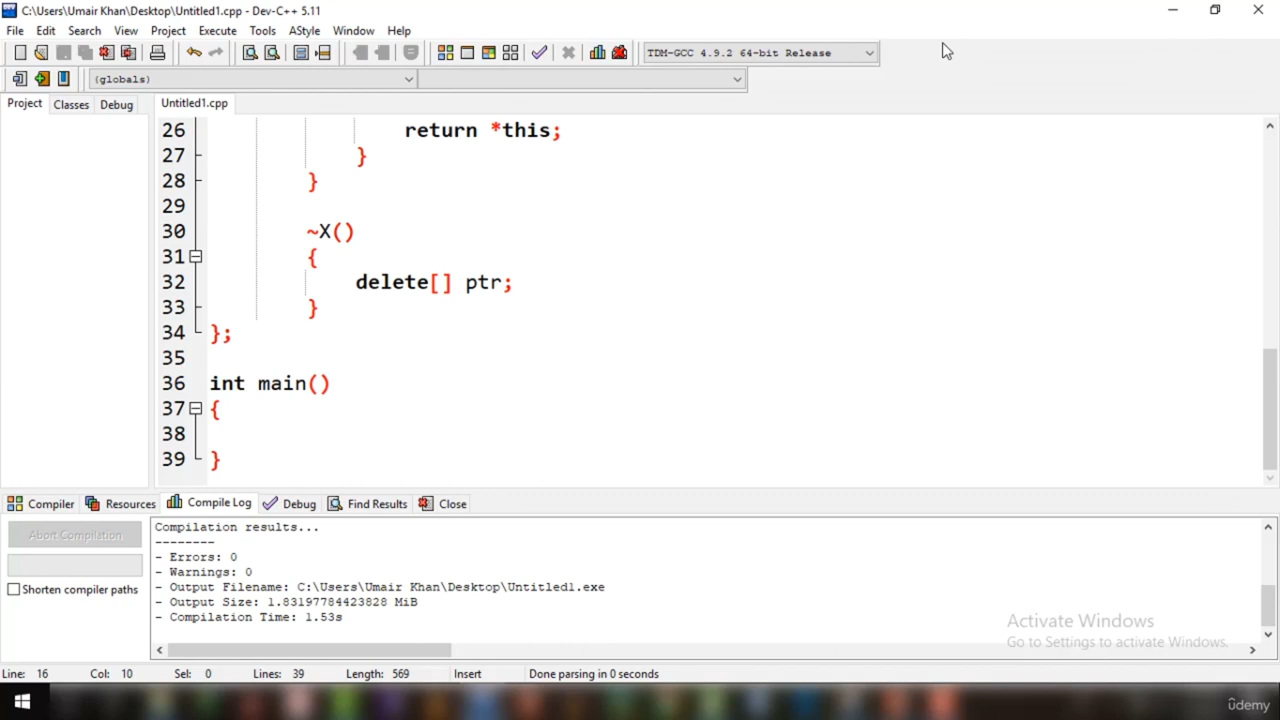 C:\Users\Umair Khan\Desktop\Untitled1.cpp - Dev-C++ 5.11
File Edit Search View Project Execute Tools AStyle Window Help
TDM-GCC 4.9.2 64-bit Release
(globals)
Project Classes Debug Untitled1.cpp
26 return *this;
27 }
28 }
29
30 ~X()
31 {
32 delete[] ptr;
33 }
34 };
35
36 int main()
37 {
38
39 }
Compiler Resources Compile Log Debug Find Results Close
Abort Compilation
Shorten compiler paths
Compilation results...
--------
- Errors: 0
- Warnings: 0
- Output Filename: C:\Users\Umair Khan\Desktop\Untitled1.exe
- Output Size: 1.83197784423828 MiB
- Compilation Time: 1.53s
Activate Windows
Go to Settings to activate Windows.
Line: 16 Col: 10 Sel: 0 Lines: 39 Length: 569 Insert Done parsing in 0 seconds
ûdemy